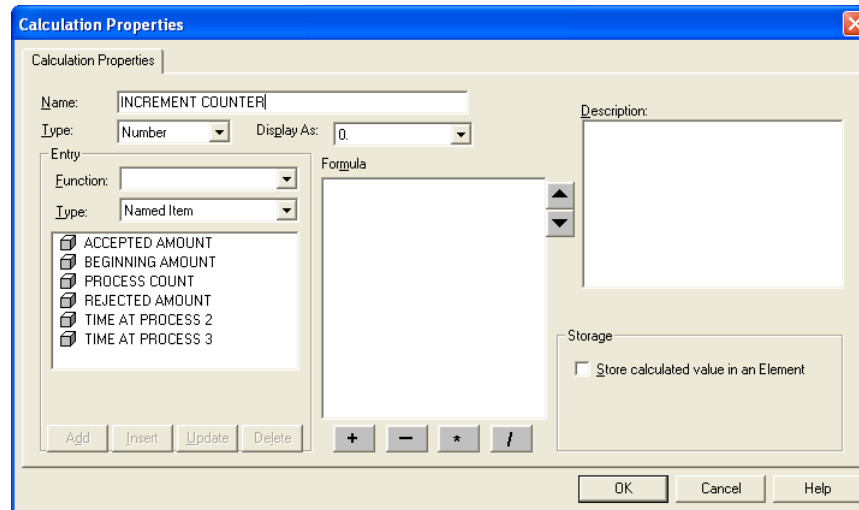 Calculation Properties
Calculation Properties
Name: INCREMENT COUNTER
Type: Number Display As: 0.
Entry
Function:
Type: Named Item
ACCEPTED AMOUNT
BEGINNING AMOUNT
PROCESS COUNT
REJECTED AMOUNT
TIME AT PROCESS 2
TIME AT PROCESS 3
Add Insert Update Delete
Formula
+ − * /
Description:
Storage
Store calculated value in an Element
OK Cancel Help